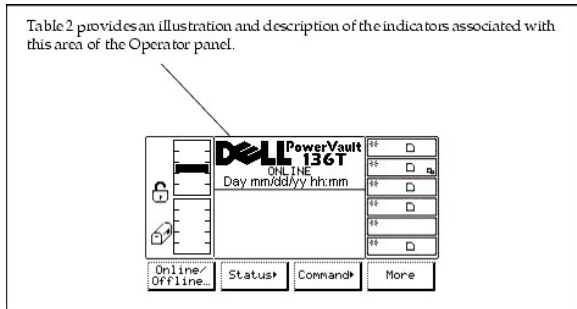 Table 2 provides an illustration and description of the indicators associated with
this area of the Operator panel.
DELL PowerVault
136T
ONLINE
Day mm/dd/yy hh:mm
Online/
Offline...
Status
Command
More